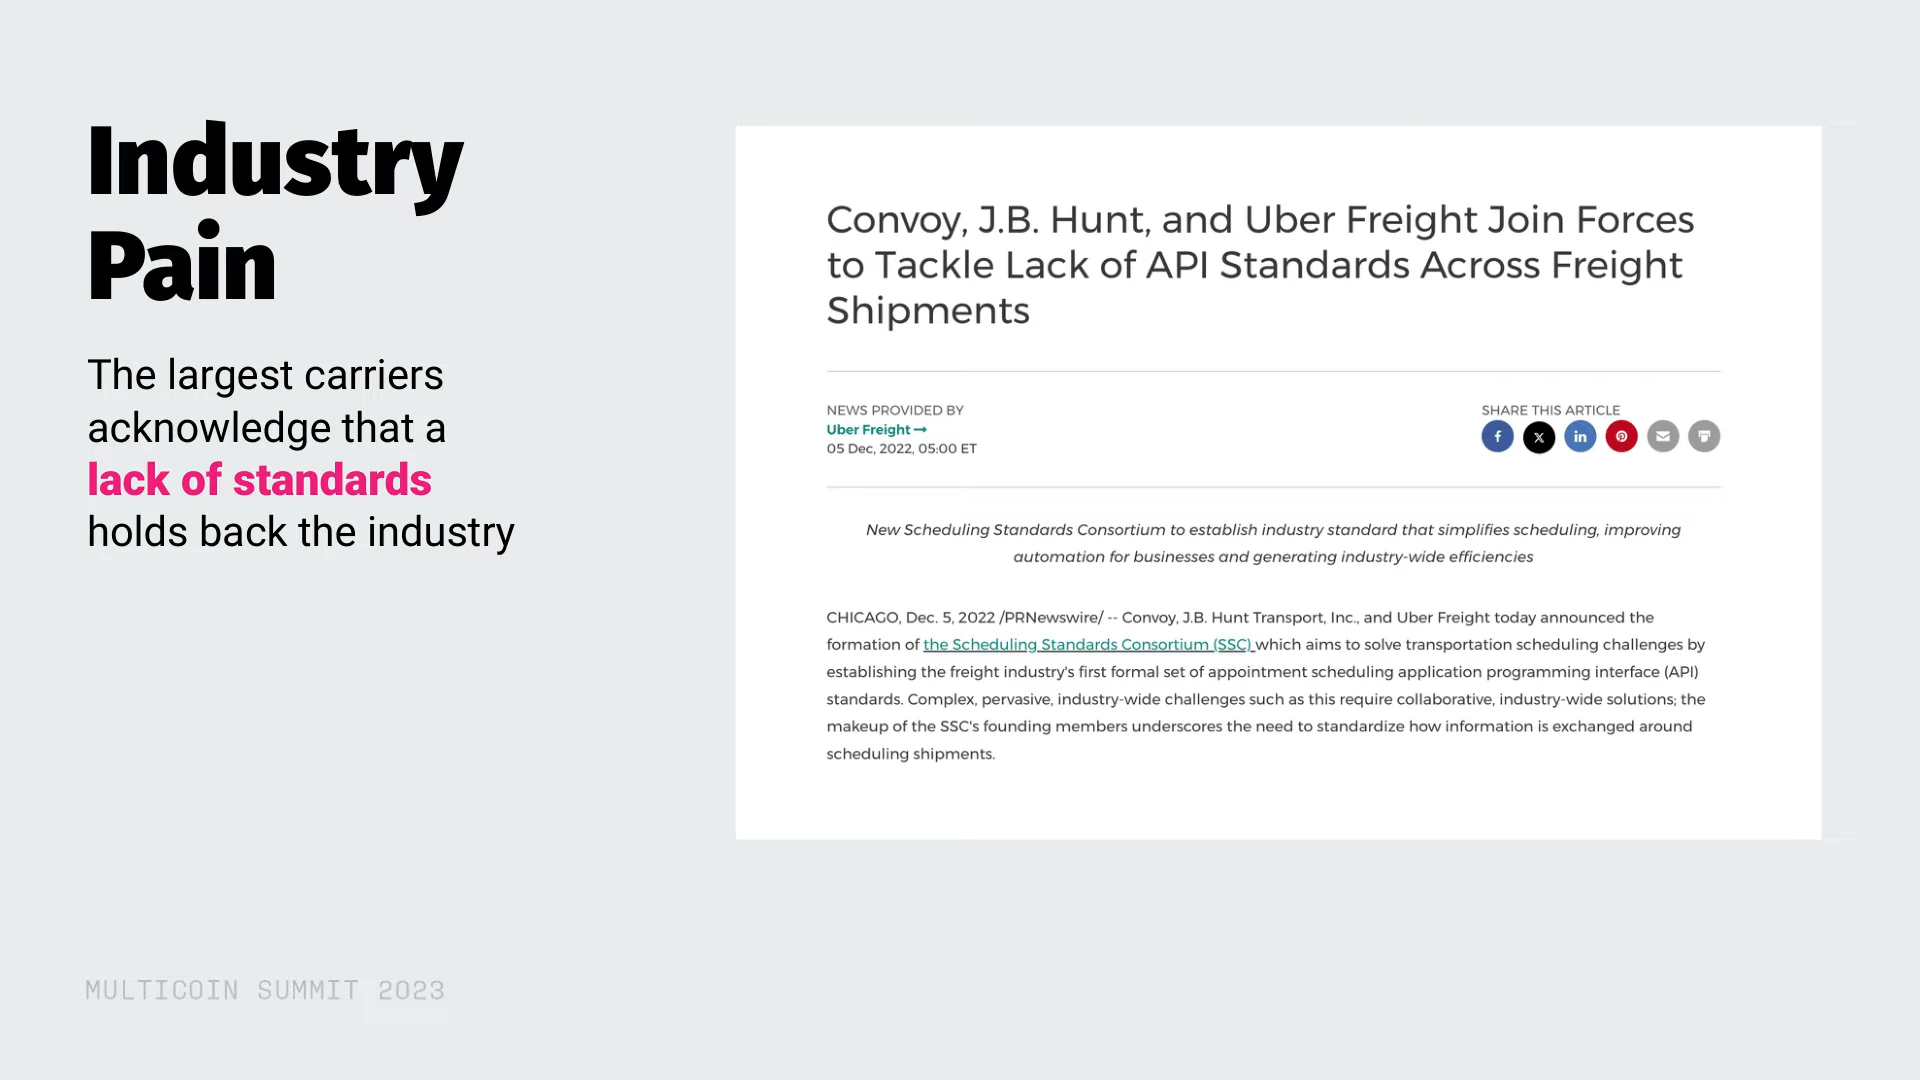 Industry
Pain
The largest carriers
acknowledge that a
lack of standards
holds back the industry
Convoy, J.B. Hunt, and Uber Freight Join Forces
to Tackle Lack of API Standards Across Freight
Shipments
NEWS PROVIDED BY
Uber Freight →
05 Dec, 2022, 05:00 ET
SHARE THIS ARTICLE
New Scheduling Standards Consortium to establish industry standard that simplifies scheduling, improving
automation for businesses and generating industry-wide efficiencies
CHICAGO, Dec. 5, 2022 /PRNewswire/ -- Convoy, J.B. Hunt Transport, Inc., and Uber Freight today announced the
formation of the Scheduling Standards Consortium (SSC) which aims to solve transportation scheduling challenges by
establishing the freight industry's first formal set of appointment scheduling application programming interface (API)
standards. Complex, pervasive, industry-wide challenges such as this require collaborative, industry-wide solutions; the
makeup of the SSC's founding members underscores the need to standardize how information is exchanged around
scheduling shipments.
MULTICOIN SUMMIT 2023